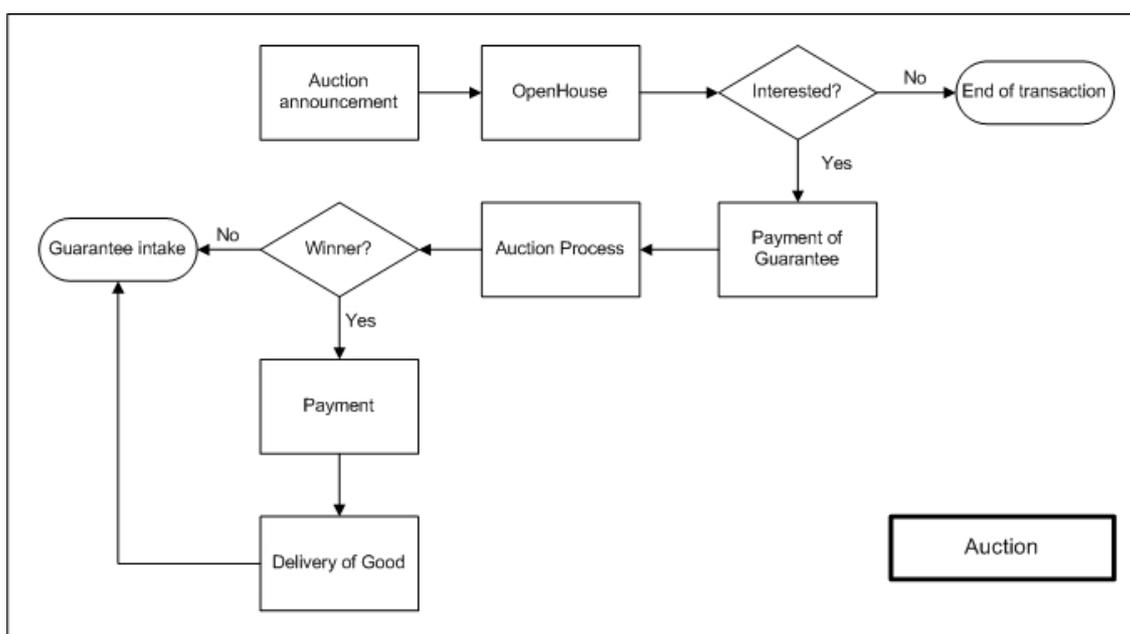 Auction
announcement
OpenHouse
Interested?
No
End of transaction
Yes
Guarantee intake
No
Winner?
Auction Process
Payment of
Guarantee
Yes
Payment
Delivery of Good
Auction